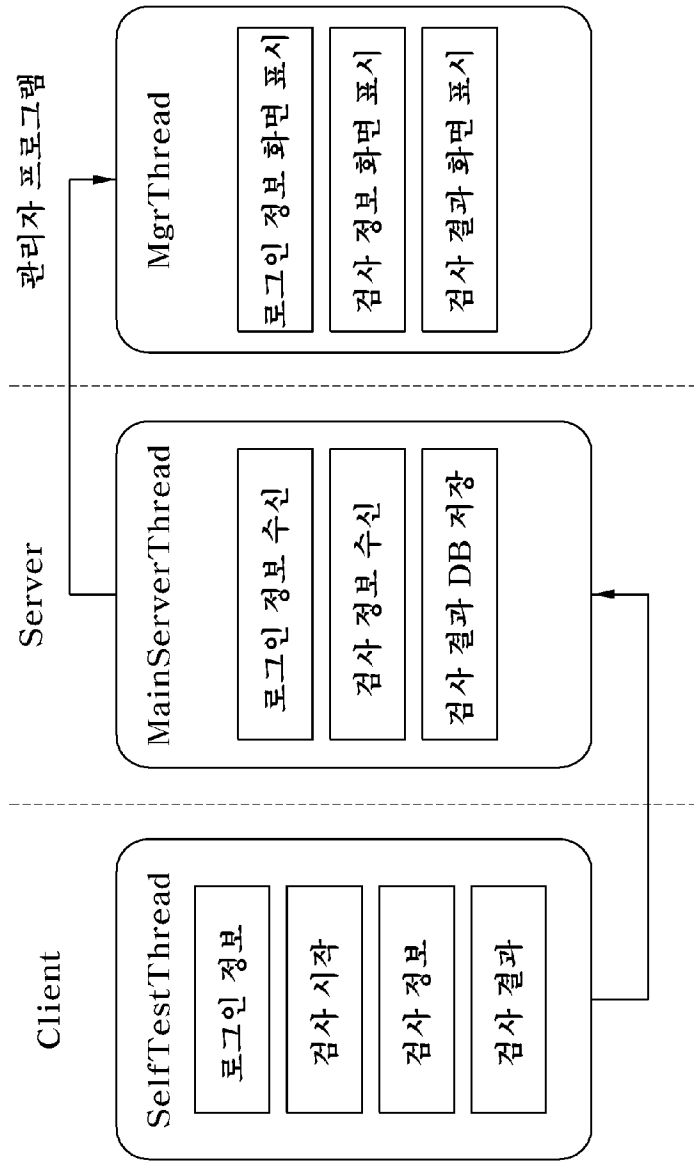 Client
SelfTestThread
로그인 정보
검사 시작
검사 정보
검사 결과
Server
MainServerThread
로그인 정보 수신
검사 정보 수신
검사 결과 DB 저장
관리자 프로그램
MgrThread
로그인 정보 화면 표시
검사 정보 화면 표시
검사 결과 화면 표시